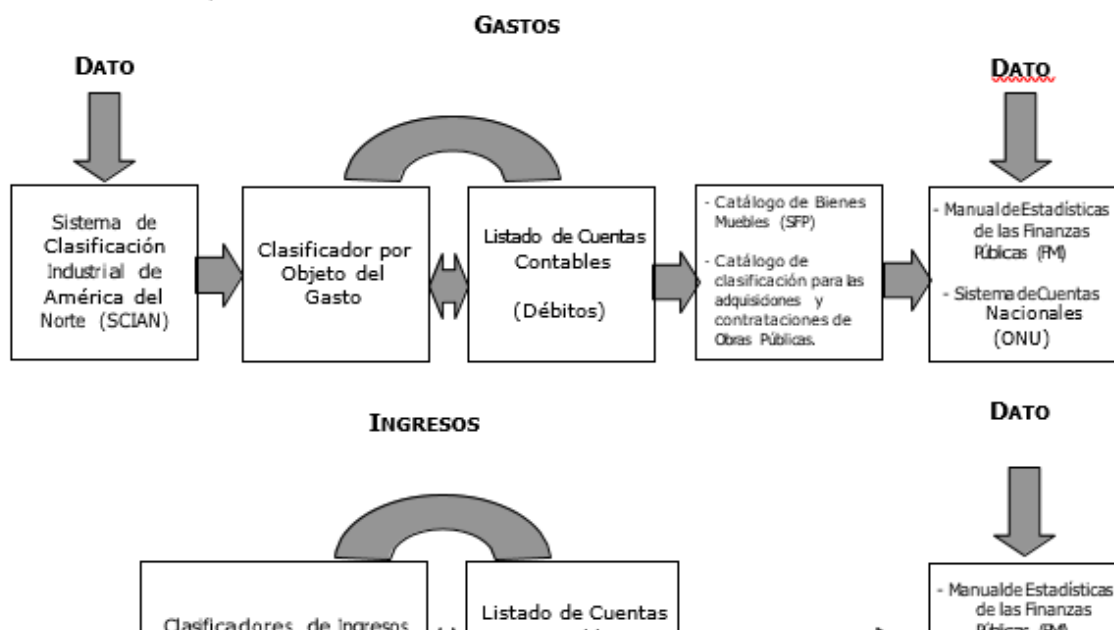 GASTOS
DATO
DATO
Sistema de
Clasificación
Industrial de
América del
Norte (SCIAN)
Clasificador por
Objeto del
Gasto
Listado de Cuentas
Contables
(Débitos)
- Catálogo de Bienes
Muebles (SFP)
- Catálogo de
clasificación para las
adquisiciones y
contrataciones de
Obras Públicas.
- Manual de Estadísticas
de las Finanzas
Públicas (FMI)
- Sistema de Cuentas
Nacionales
(ONU)
INGRESOS
DATO
Clasificadores de Ingresos
Listado de Cuentas
- Manual de Estadísticas
de las Finanzas
Públicas (FMI)